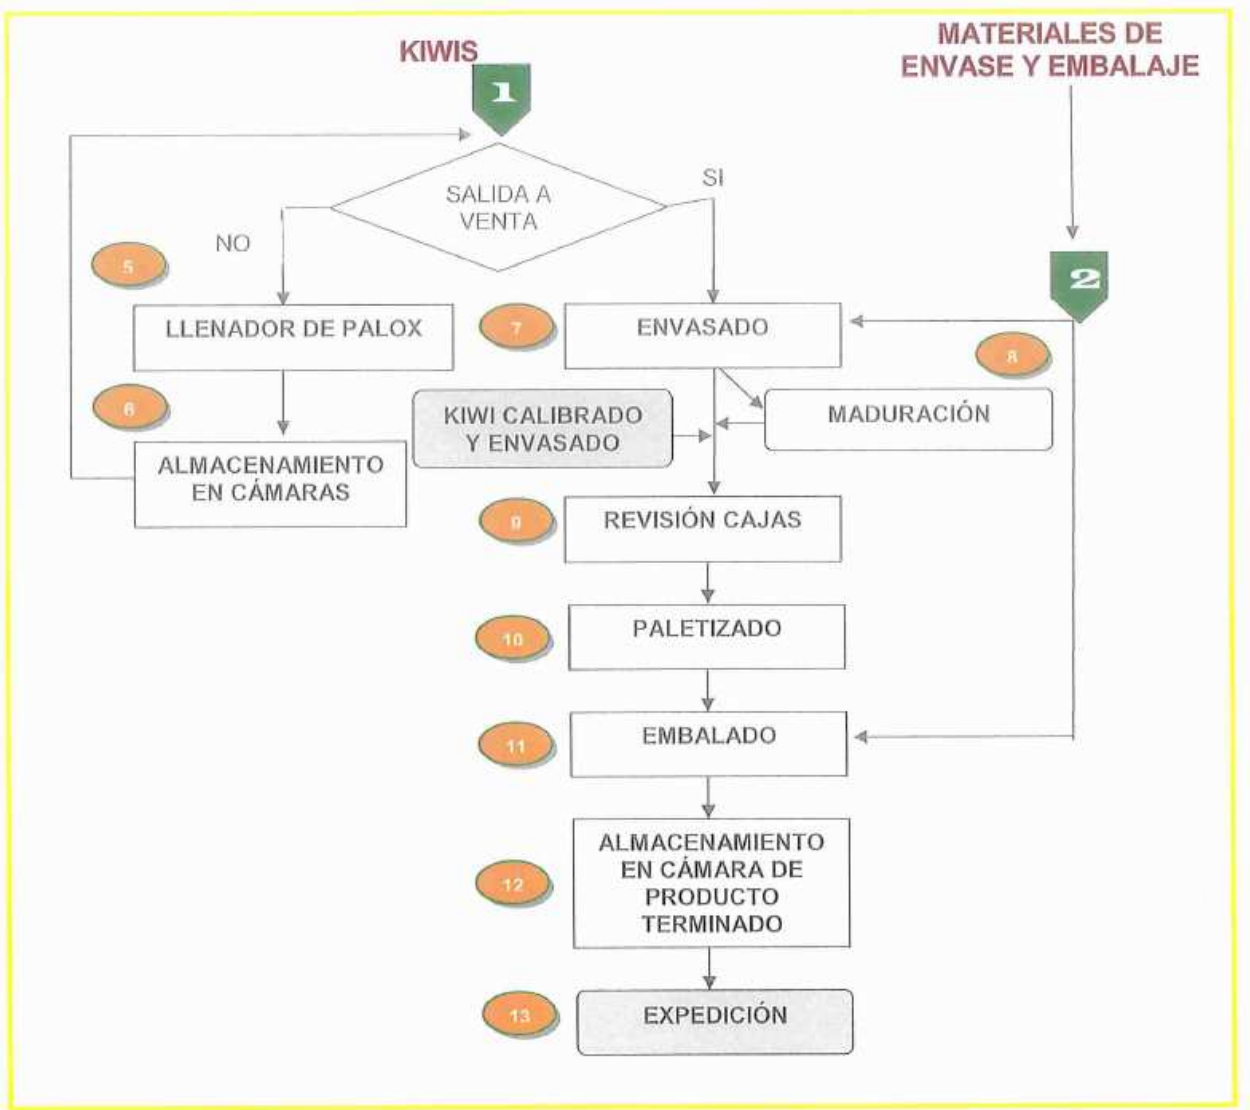 KIWIS
MATERIALES DE
ENVASE Y EMBALAJE
1
SALIDA A
VENTA
SI
NO
2
5
LLENADOR DE PALOX
7
ENVASADO
8
6
KIWI CALIBRADO
Y ENVASADO
MADURACIÓN
ALMACENAMIENTO
EN CÁMARAS
9
REVISIÓN CAJAS
10
PALETIZADO
11
EMBALADO
12
ALMACENAMIENTO
EN CÁMARA DE
PRODUCTO
TERMINADO
13
EXPEDICIÓN